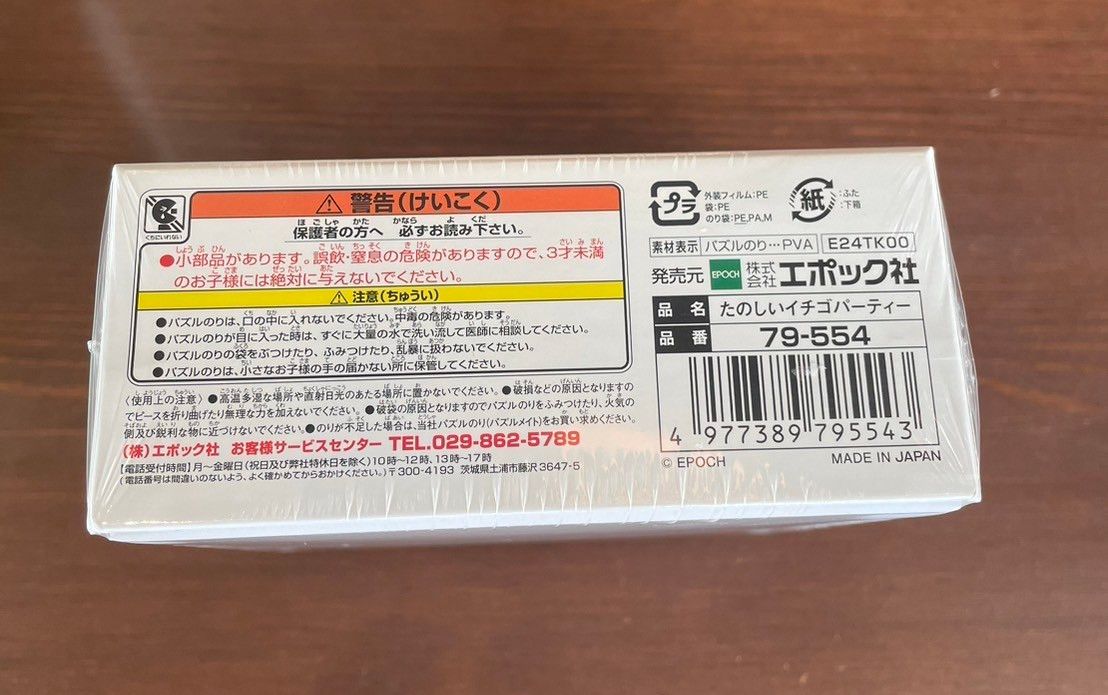 くちにいれない
警告(けいこく)
保護者の方へ 必ずお読み下さい。
●小部品があります。誤飲・窒息の危険がありますので、3才未満
のお子様には絶対に与えないでください。
注意(ちゅうい)
●パズルのりは、口の中に入れないでください。中毒の危険があります。
●パズルのりが目に入った時は、すぐに大量の水で洗い流して医師に相談してください。
●パズルのりの袋をぶつけたり、ふみつけたり、乱暴に扱わないでください。
●パズルのりは、小さなお子様の手の届かない所に保管してください。
〈使用上の注意〉●高温多湿な場所や直射日光のあたる場所に置かないでください。●破損などの原因となりますの
でピースを折り曲げたり無理な力を加えないでください。●破袋の原因となりますのでパズルのりをふみつけたり、火気の
側及び鋭利な物に近づけないでください。●のりが不足した場合は、当社パズルのり(パズルメイト)をお買い求めください。
(株)エポック社 お客様サービスセンター TEL.029-862-5789
【電話受付時間】月〜金曜日(祝日及び弊社特休日を除く)10時〜12時、13時〜17時
(電話番号は間違いのないよう、よく確かめておかけください。)〒300-4193 茨城県土浦市藤沢3647-5
プラ
外装フィルム:PE
袋:PE
のり袋:PE,PA,M
紙
:ふた
:下箱
素材表示 パズルのり…PVA E24TK00
発売元 EPOCH 株式会社 エポック社
品名 たのしいイチゴパーティー
品番 79-554
4 977389 795543
© EPOCH MADE IN JAPAN